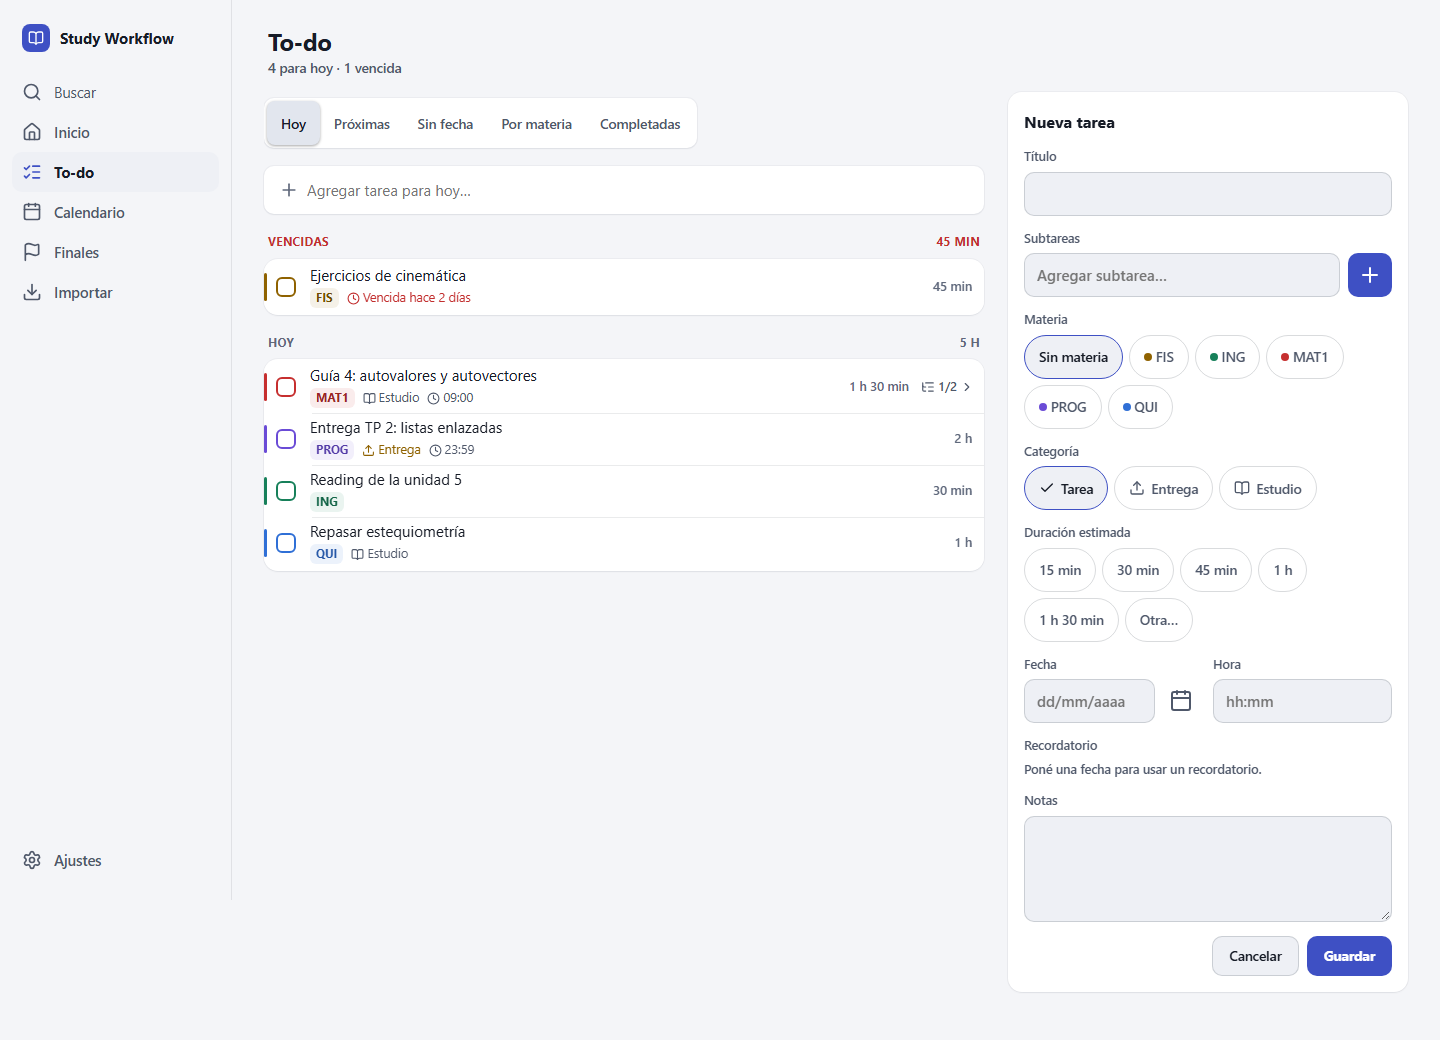 Study Workflow
Buscar
Inicio
To-do
Calendario
Finales
Importar
Ajustes
To-do
4 para hoy · 1 vencida
Hoy Próximas Sin fecha Por materia Completadas
Agregar tarea para hoy...
VENCIDAS 45 MIN
Ejercicios de cinemática
FIS Vencida hace 2 días
45 min
HOY 5 H
Guía 4: autovalores y autovectores
MAT1 Estudio 09:00
1 h 30 min 1/2
Entrega TP 2: listas enlazadas
PROG Entrega 23:59
2 h
Reading de la unidad 5
ING
30 min
Repasar estequiometría
QUI Estudio
1 h
Nueva tarea
Título
Subtareas
Agregar subtarea...
Materia
Sin materia FIS ING MAT1
PROG QUI
Categoría
Tarea Entrega Estudio
Duración estimada
15 min 30 min 45 min 1 h
1 h 30 min Otra...
Fecha Hora
dd/mm/aaaa hh:mm
Recordatorio
Poné una fecha para usar un recordatorio.
Notas
Cancelar Guardar